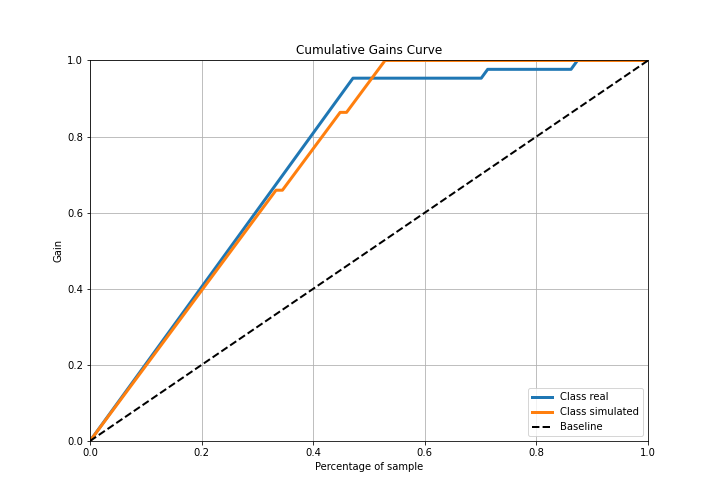 Cumulative Gains Curve
1.0
0.8
0.6
0.4
0.2
0.0
Gain
0.0 0.2 0.4 0.6 0.8 1.0
Percentage of sample
Class real
Class simulated
Baseline